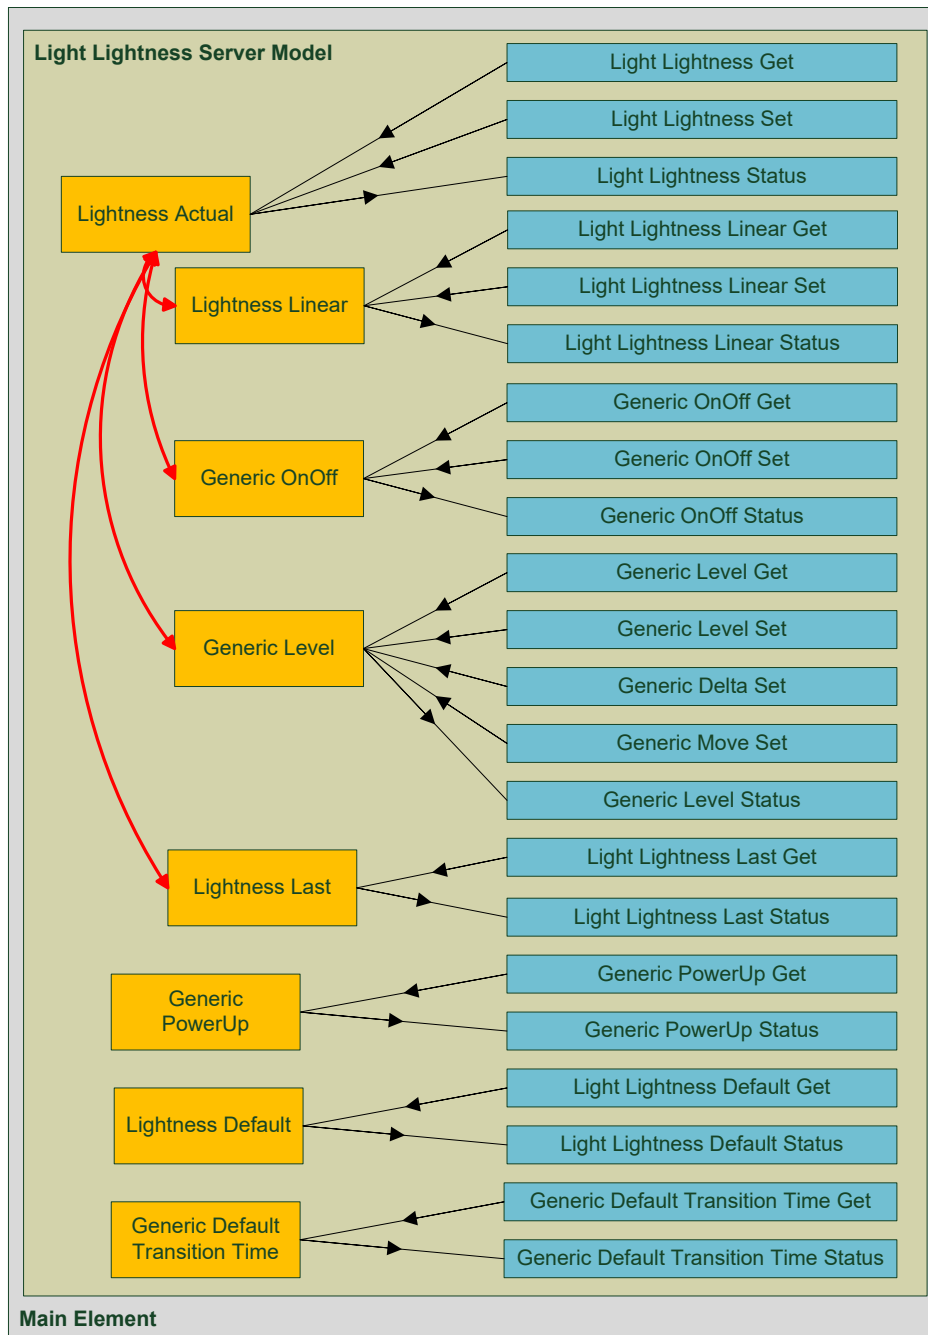 Light Lightness Server Model
Light Lightness Get
Light Lightness Set
Light Lightness Status
Lightness Actual
Light Lightness Linear Get
Light Lightness Linear Set
Lightness Linear
Light Lightness Linear Status
Generic OnOff Get
Generic OnOff Set
Generic OnOff
Generic OnOff Status
Generic Level Get
Generic Level Set
Generic Level
Generic Delta Set
Generic Move Set
Generic Level Status
Light Lightness Last Get
Lightness Last
Light Lightness Last Status
Generic PowerUp Get
Generic
PowerUp
Generic PowerUp Status
Light Lightness Default Get
Lightness Default
Light Lightness Default Status
Generic Default Transition Time Get
Generic Default
Transition Time
Generic Default Transition Time Status
Main Element